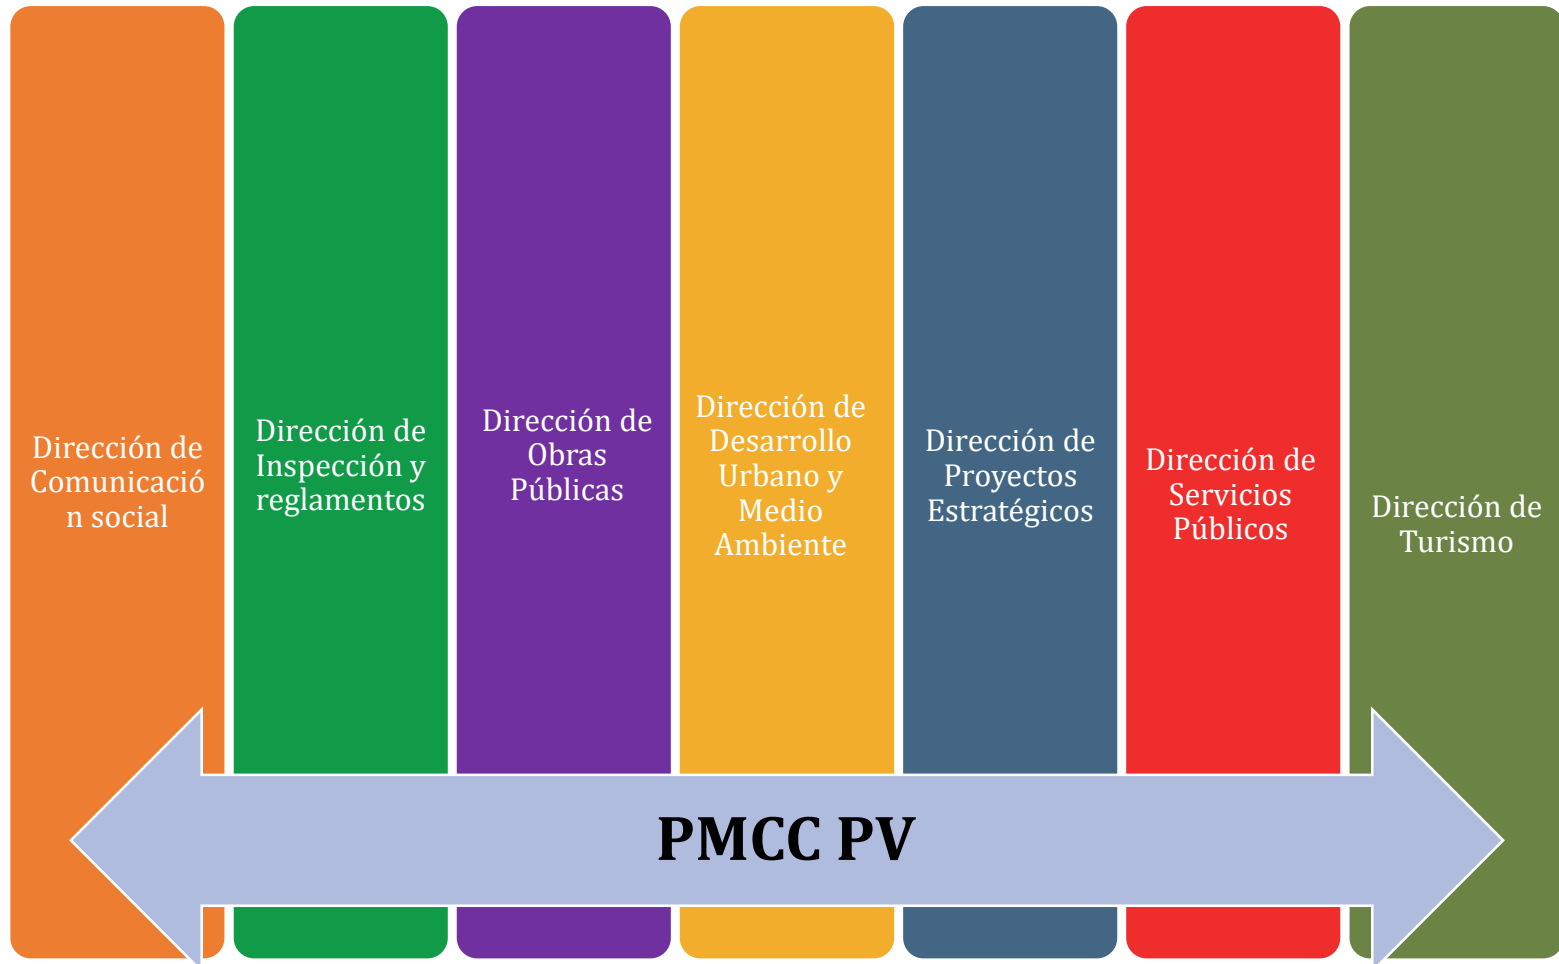 Dirección de
Comunicació
n social
Dirección de
Inspección y
reglamentos
Dirección de
Obras
Públicas
Dirección de
Desarrollo
Urbano y
Medio
Ambiente
Dirección de
Proyectos
Estratégicos
Dirección de
Servicios
Públicos
Dirección de
Turismo
PMCC PV